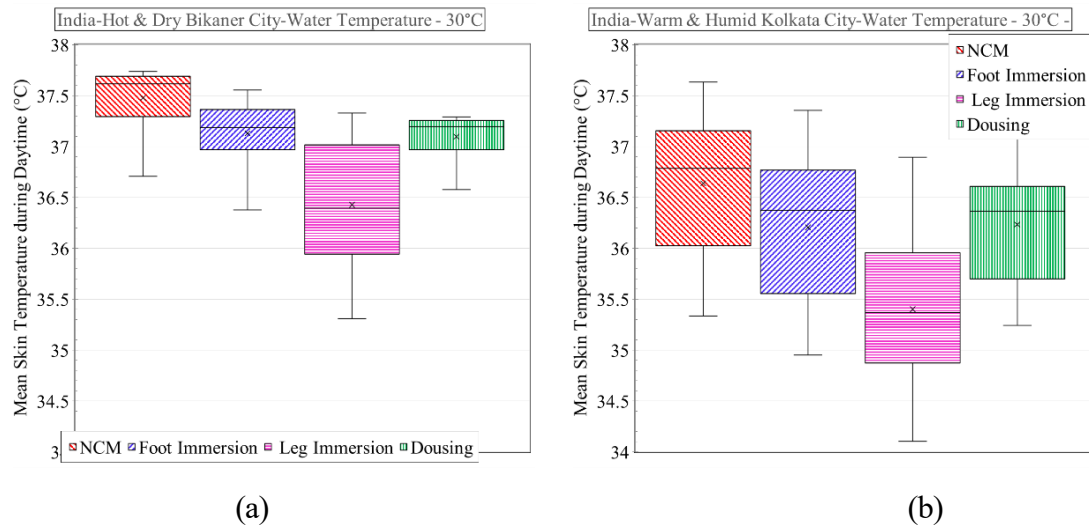 India-Hot & Dry Bikaner City-Water Temperature - 30°C
Mean Skin Temperature during Daytime (°C)
38
37.5
37
36.5
36
35.5
35
34.5
34
NCM Foot Immersion Leg Immersion Dousing
(a)
India-Warm & Humid Kolkata City-Water Temperature - 30°C -
Mean Skin Temperature during Daytime (°C)
38
37.5
37
36.5
36
35.5
35
34.5
34
NCM
Foot Immersion
Leg Immersion
Dousing
(b)